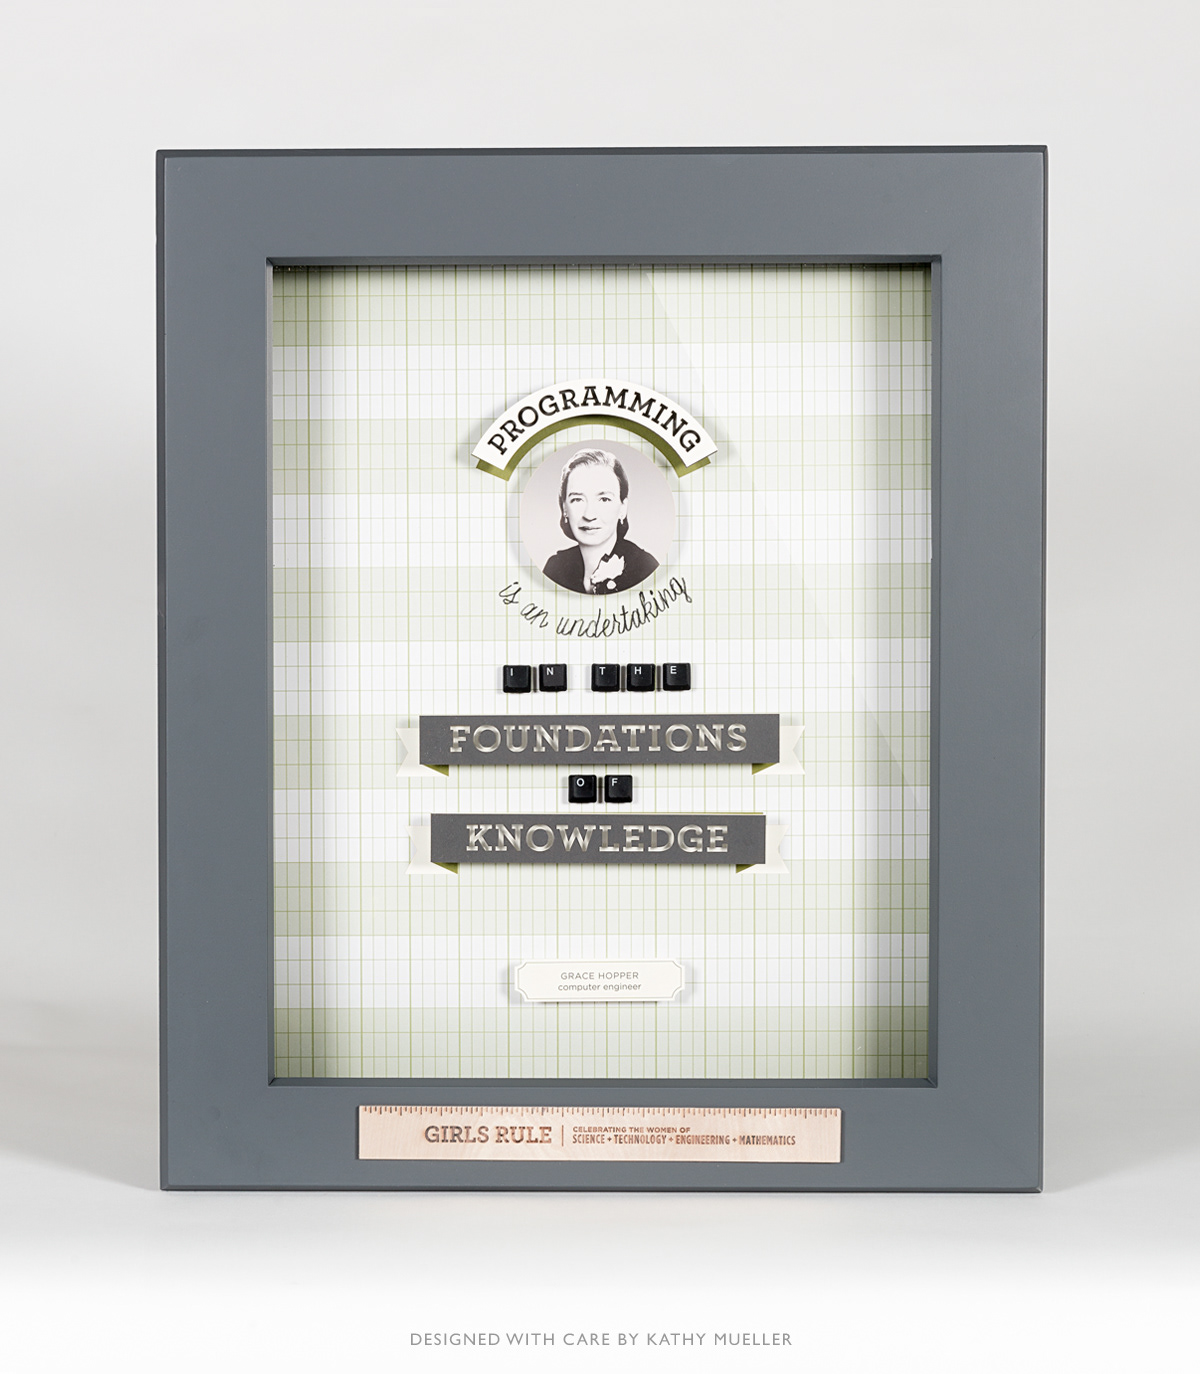 PROGRAMMING
is an undertaking
IN THE
FOUNDATIONS
OF
KNOWLEDGE
GRACE HOPPER
computer engineer
GIRLS RULE
CELEBRATING THE WOMEN OF
SCIENCE + TECHNOLOGY + ENGINEERING + MATHEMATICS
DESIGNED WITH CARE BY KATHY MUELLER